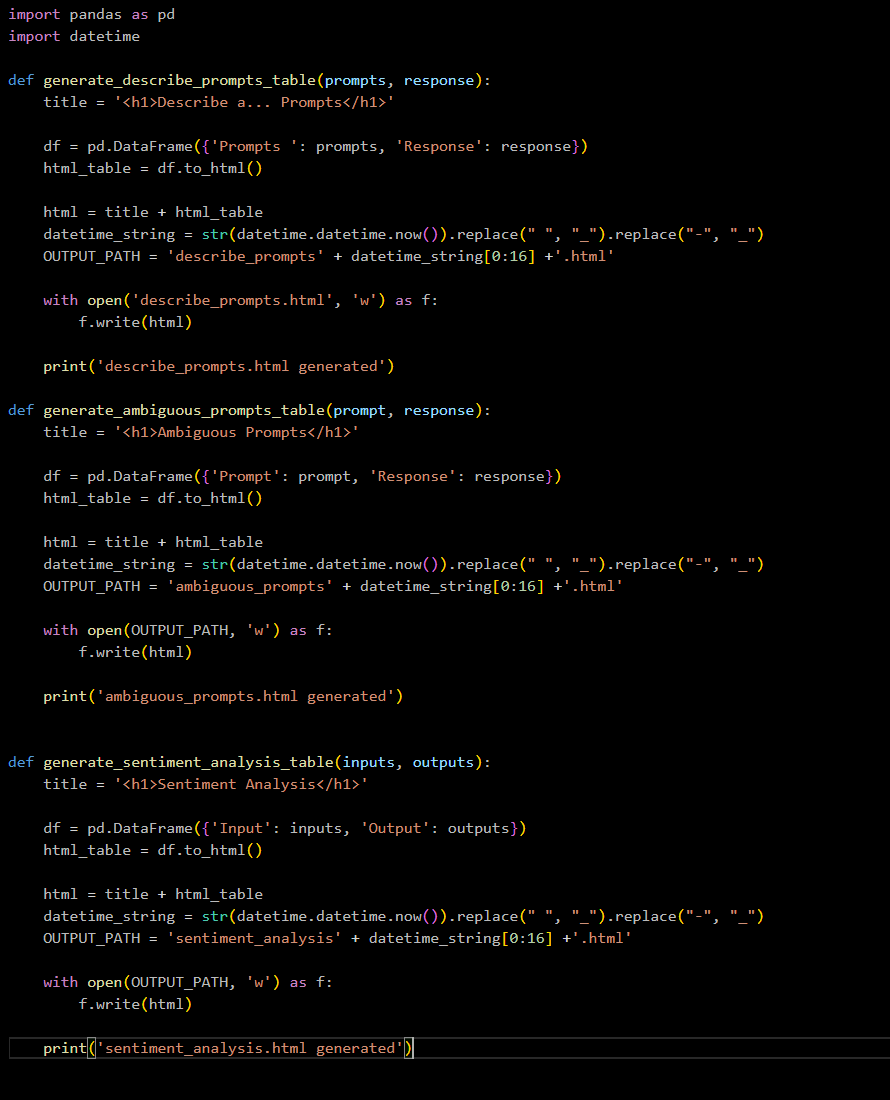 import pandas as pd
import datetime

def generate_describe_prompts_table(prompts, response):
    title = '<h1>Describe a... Prompts</h1>'

    df = pd.DataFrame({'Prompts ': prompts, 'Response': response})
    html_table = df.to_html()

    html = title + html_table
    datetime_string = str(datetime.datetime.now()).replace(" ", "_").replace("-", "_")
    OUTPUT_PATH = 'describe_prompts' + datetime_string[0:16] +'.html'

    with open('describe_prompts.html', 'w') as f:
        f.write(html)

    print('describe_prompts.html generated')

def generate_ambiguous_prompts_table(prompt, response):
    title = '<h1>Ambiguous Prompts</h1>'

    df = pd.DataFrame({'Prompt': prompt, 'Response': response})
    html_table = df.to_html()

    html = title + html_table
    datetime_string = str(datetime.datetime.now()).replace(" ", "_").replace("-", "_")
    OUTPUT_PATH = 'ambiguous_prompts' + datetime_string[0:16] +'.html'

    with open(OUTPUT_PATH, 'w') as f:
        f.write(html)

    print('ambiguous_prompts.html generated')


def generate_sentiment_analysis_table(inputs, outputs):
    title = '<h1>Sentiment Analysis</h1>'

    df = pd.DataFrame({'Input': inputs, 'Output': outputs})
    html_table = df.to_html()

    html = title + html_table
    datetime_string = str(datetime.datetime.now()).replace(" ", "_").replace("-", "_")
    OUTPUT_PATH = 'sentiment_analysis' + datetime_string[0:16] +'.html'

    with open(OUTPUT_PATH, 'w') as f:
        f.write(html)

    print('sentiment_analysis.html generated')